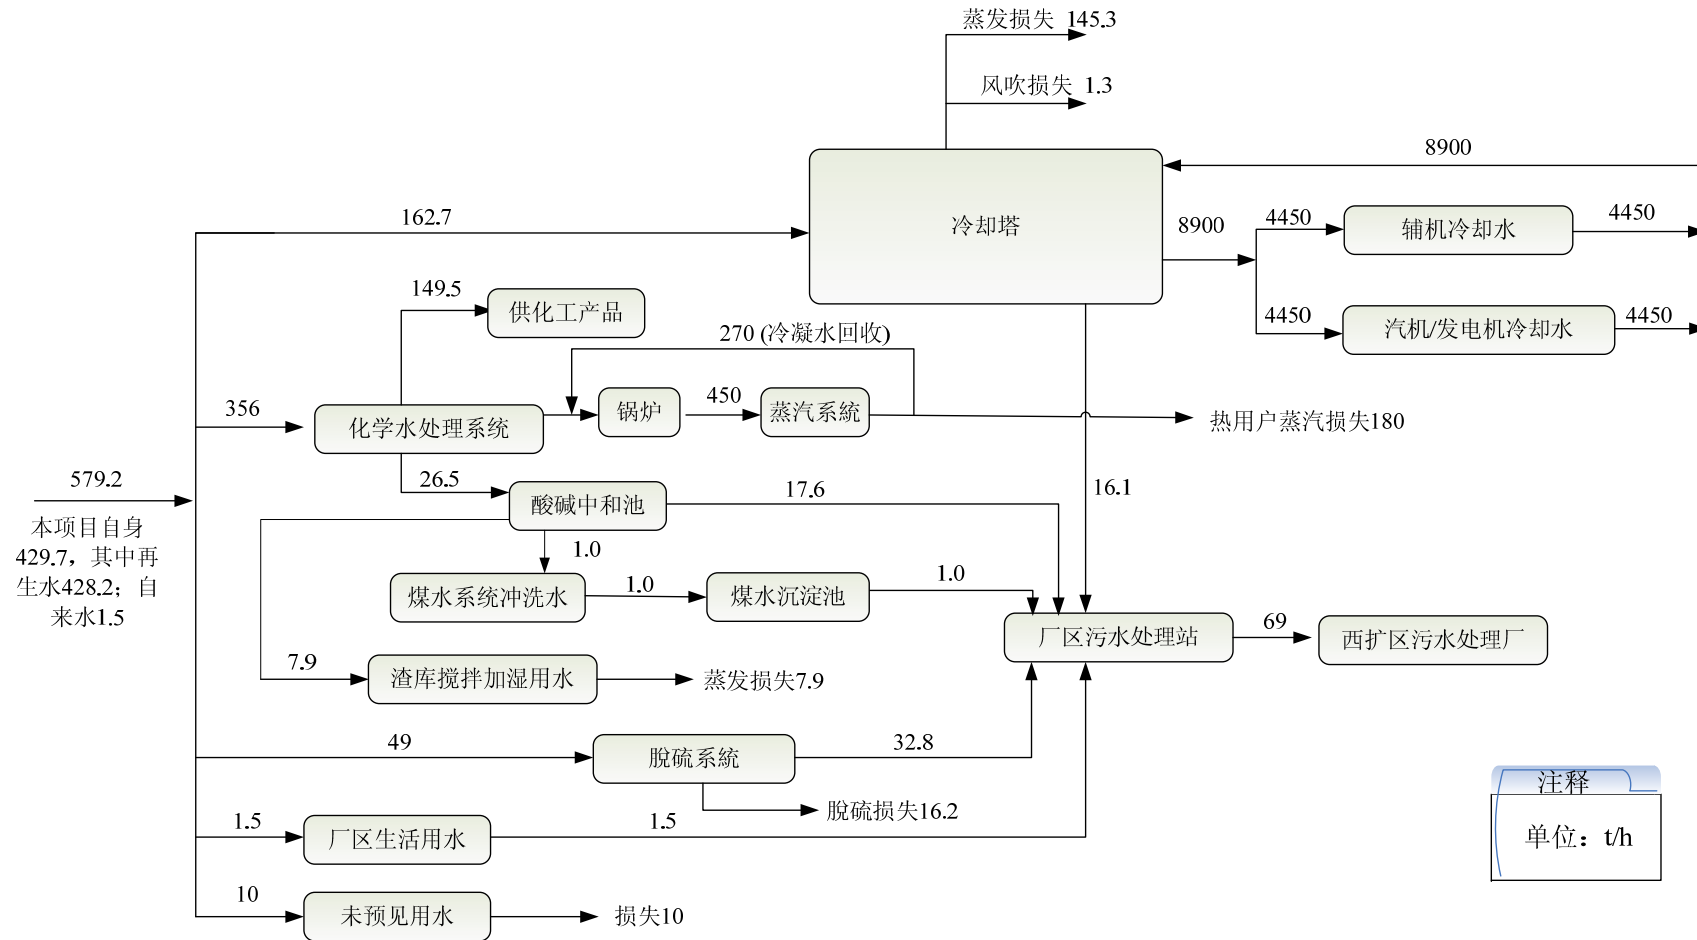 蒸发损失 145.3
风吹损失 1.3
8900
162.7
冷却塔
8900
4450
辅机冷却水
4450
149.5
供化工产品
4450
汽机/发电机冷却水
4450
270 (冷凝水回收)
356
化学水处理系统
锅炉
450
蒸汽系統
热用户蒸汽损失180
579.2
本项目自身
429.7，其中再
生水428.2；自
来水1.5
26.5
酸碱中和池
17.6
16.1
1.0
煤水系统冲洗水
1.0
煤水沉淀池
1.0
厂区污水处理站
69
西扩区污水处理厂
7.9
渣库搅拌加湿用水
蒸发损失7.9
49
脱硫系統
32.8
脱硫损失16.2
1.5
厂区生活用水
1.5
10
未预见用水
损失10
注释
单位：t/h